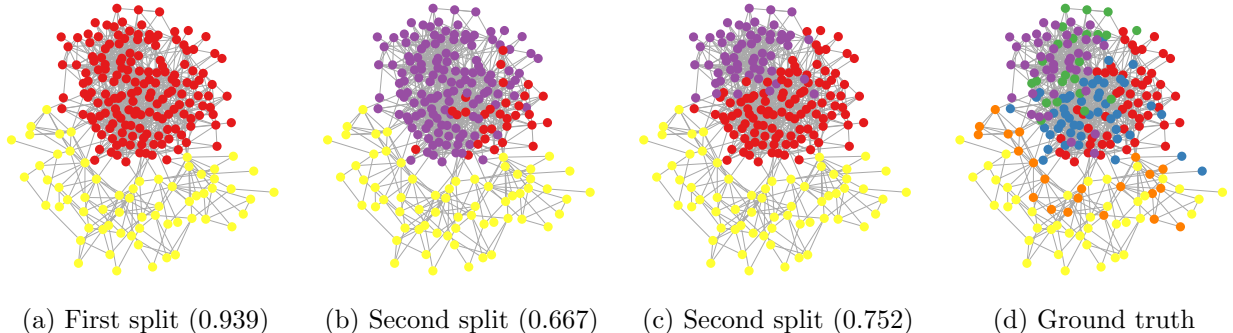 (a) First split (0.939)
(b) Second split (0.667)
(c) Second split (0.752)
(d) Ground truth